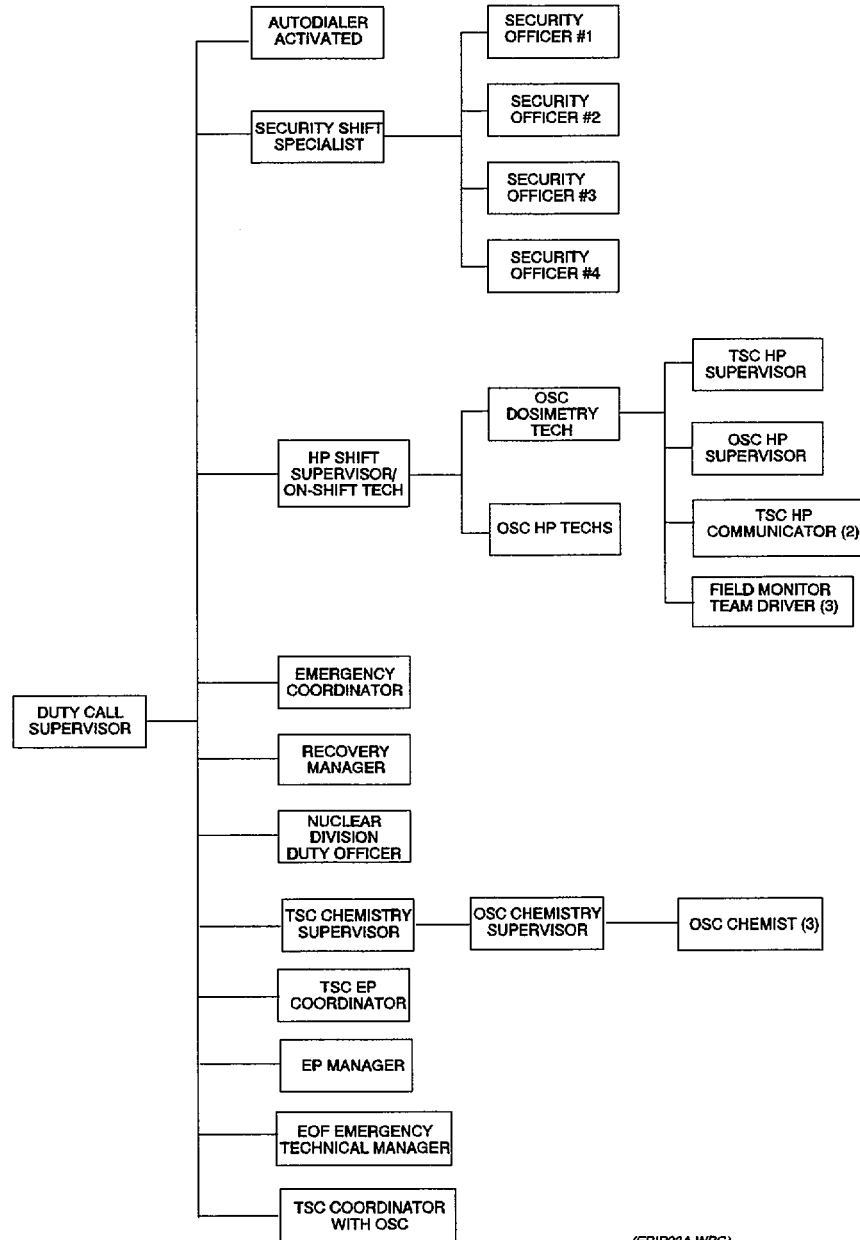 AUTODIALER
ACTIVATED
SECURITY
OFFICER #1
SECURITY SHIFT
SPECIALIST
SECURITY
OFFICER #2
SECURITY
OFFICER #3
SECURITY
OFFICER #4
TSC HP
SUPERVISOR
OSC
DOSIMETRY
TECH
OSC HP
SUPERVISOR
HP SHIFT
SUPERVISOR/
ON-SHIFT TECH
OSC HP TECHS
TSC HP
COMMUNICATOR (2)
FIELD MONITOR
TEAM DRIVER (3)
EMERGENCY
COORDINATOR
DUTY CALL
SUPERVISOR
RECOVERY
MANAGER
NUCLEAR
DIVISION
DUTY OFFICER
TSC CHEMISTRY
SUPERVISOR
OSC CHEMISTRY
SUPERVISOR
OSC CHEMIST (3)
TSC EP
COORDINATOR
EP MANAGER
EOF EMERGENCY
TECHNICAL MANAGER
TSC COORDINATOR
WITH OSC